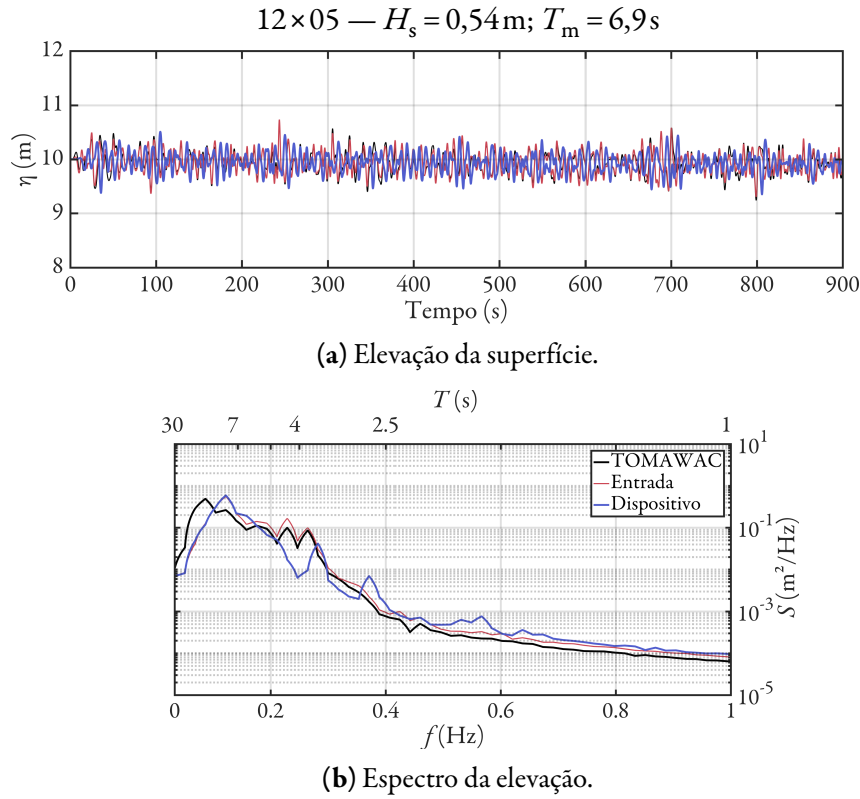 12×05 — Hs = 0,54 m; Tm = 6,9 s
12
11
10
9
8
η (m)
0 100 200 300 400 500 600 700 800 900
Tempo (s)
(a) Elevação da superfície.
T (s)
30 7 4 2.5 1
TOMAWAC
Entrada
Dispositivo
10^1
10^-1
10^-3
10^-5
S (m²/Hz)
0 0.2 0.4 0.6 0.8 1
f(Hz)
(b) Espectro da elevação.